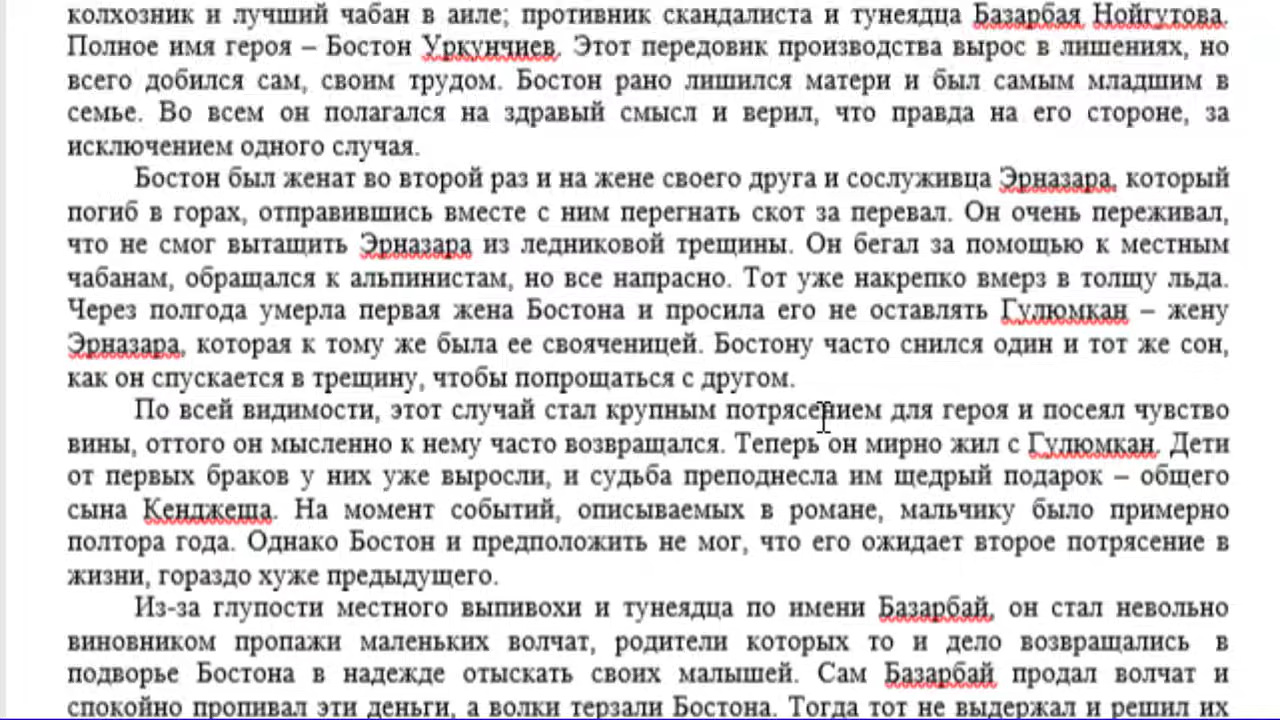 колхозник и лучший чабан в аиле; противник скандалиста и тунеядца Базарбая Нойгутова.
Полное имя героя – Бостон Уркунчиев. Этот передовик производства вырос в лишениях, но
всего добился сам, своим трудом. Бостон рано лишился матери и был самым младшим в
семье. Во всем он полагался на здравый смысл и верил, что правда на его стороне, за
исключением одного случая.
Бостон был женат во второй раз и на жене своего друга и сослуживца Эрназара, который
погиб в горах, отправившись вместе с ним перегнать скот за перевал. Он очень переживал,
что не смог вытащить Эрназара из ледниковой трещины. Он бегал за помощью к местным
чабанам, обращался к альпинистам, но все напрасно. Тот уже накрепко вмерз в толщу льда.
Через полгода умерла первая жена Бостона и просила его не оставлять Гулюмкан – жену
Эрназара, которая к тому же была ее свояченицей. Бостону часто снился один и тот же сон,
как он спускается в трещину, чтобы попрощаться с другом.
По всей видимости, этот случай стал крупным потрясением для героя и посеял чувство
вины, оттого он мысленно к нему часто возвращался. Теперь он мирно жил с Гулюмкан. Дети
от первых браков у них уже выросли, и судьба преподнесла им щедрый подарок – общего
сына Кенджеша. На момент событий, описываемых в романе, мальчику было примерно
полтора года. Однако Бостон и предположить не мог, что его ожидает второе потрясение в
жизни, гораздо хуже предыдущего.
Из-за глупости местного выпивохи и тунеядца по имени Базарбай, он стал невольно
виновником пропажи маленьких волчат, родители которых то и дело возвращались в
подворье Бостона в надежде отыскать своих малышей. Сам Базарбай продал волчат и
спокойно пропивал эти деньги, а волки терзали Бостона. Тогда тот не выдержал и решил их